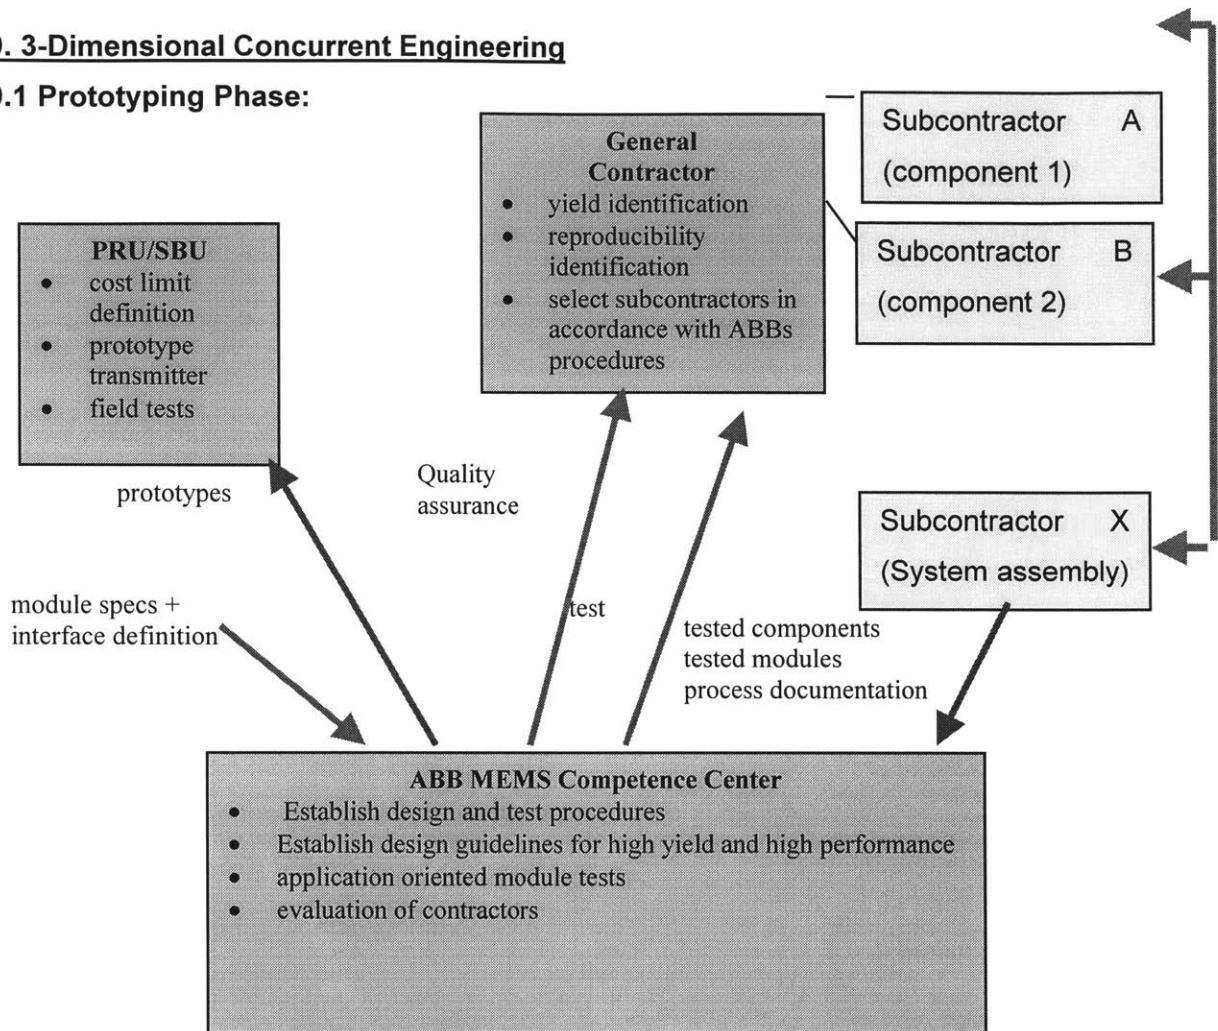 . 3-Dimensional Concurrent Engineering
.1 Prototyping Phase:
General
Contractor
• yield identification
• reproducibility
identification
• select subcontractors in
accordance with ABBs
procedures
Subcontractor A
(component 1)
Subcontractor B
(component 2)
PRU/SBU
• cost limit
definition
• prototype
transmitter
• field tests
prototypes
Quality
assurance
Subcontractor X
(System assembly)
module specs +
interface definition
test
tested components
tested modules
process documentation
ABB MEMS Competence Center
• Establish design and test procedures
• Establish design guidelines for high yield and high performance
• application oriented module tests
• evaluation of contractors